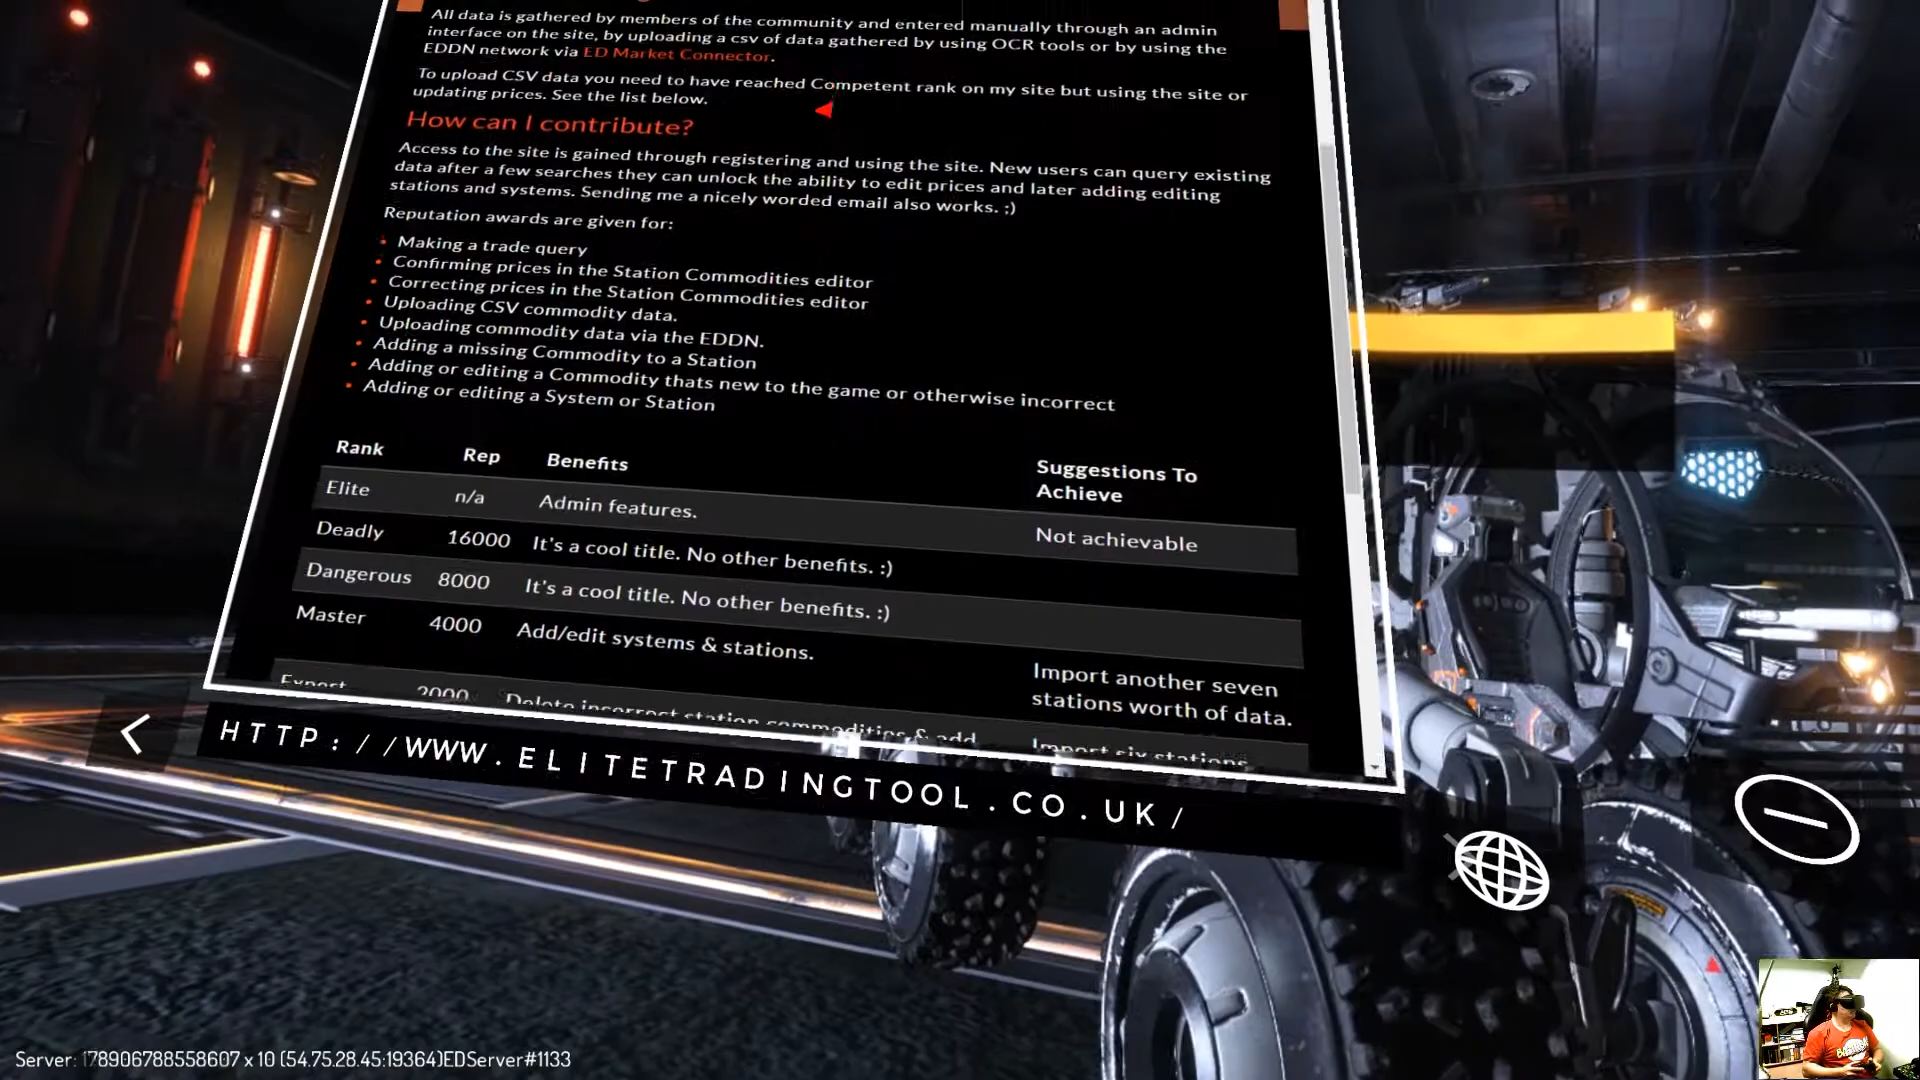 All data is gathered by members of the community and entered manually through an admin
interface on the site, by uploading a csv of data gathered by using OCR tools or by using the
EDDN network via ED Market Connector.
To upload CSV data you need to have reached Competent rank on my site but using the site or
updating prices. See the list below.
How can I contribute?
Access to the site is gained through registering and using the site. New users can query existing
data after a few searches they can unlock the ability to edit prices and later adding editing
stations and systems. Sending me a nicely worded email also works. ;)
Reputation awards are given for:
• Making a trade query
• Confirming prices in the Station Commodities editor
• Correcting prices in the Station Commodities editor
• Uploading CSV commodity data.
• Uploading commodity data via the EDDN.
• Adding a missing Commodity to a Station
• Adding or editing a Commodity thats new to the game or otherwise incorrect
• Adding or editing a System or Station
Rank Rep Benefits Suggestions To
Achieve
Elite n/a Admin features. Not achievable
Deadly 16000 It's a cool title. No other benefits. :)
Dangerous 8000 It's a cool title. No other benefits. :)
Master 4000 Add/edit systems & stations. Import another seven
stations worth of data.
Expert 2000 Delete incorrect station commodities & add Import six stations
HTTP://WWW.ELITETRADINGTOOL.CO.UK/
Server: 178906788558607 x 10 (54.75.28.45:19364)EDServer#1133